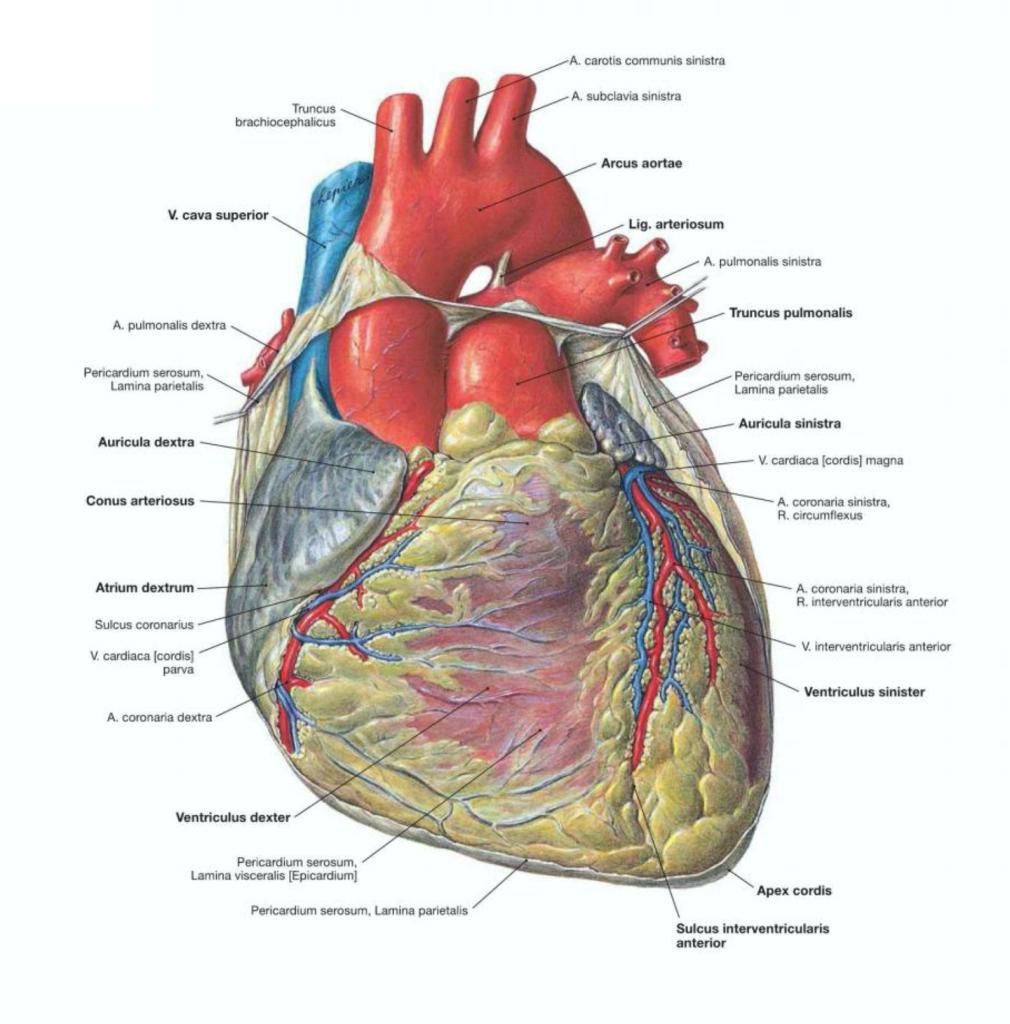 A. carotis communis sinistra
A. subclavia sinistra
Truncus
brachiocephalicus
Arcus aortae
Lepier
V. cava superior
Lig. arteriosum
A. pulmonalis sinistra
Truncus pulmonalis
A. pulmonalis dextra
Pericardium serosum,
Lamina parietalis
Pericardium serosum,
Lamina parietalis
Auricula sinistra
Auricula dextra
V. cardiaca [cordis] magna
Conus arteriosus
A. coronaria sinistra,
R. circumflexus
Atrium dextrum
A. coronaria sinistra,
R. interventricularis anterior
Sulcus coronarius
V. cardiaca [cordis]
parva
V. interventricularis anterior
Ventriculus sinister
A. coronaria dextra
Ventriculus dexter
Pericardium serosum,
Lamina visceralis [Epicardium]
Pericardium serosum, Lamina parietalis
Apex cordis
Sulcus interventricularis
anterior